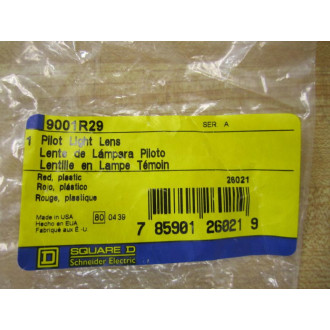 9001R29 SER A
1 Pilot Light Lens
Lente de Lámpara Piloto
Lentille en Lampe Témoin
Red, plastic 26021
Rojo, plástico
Rouge, plastique
Made in USA 80 0439
Hecho en EUA
Fabriqué aux É.-U.
7 85901 26021 9
D SQUARE D
Schneider Electric
D